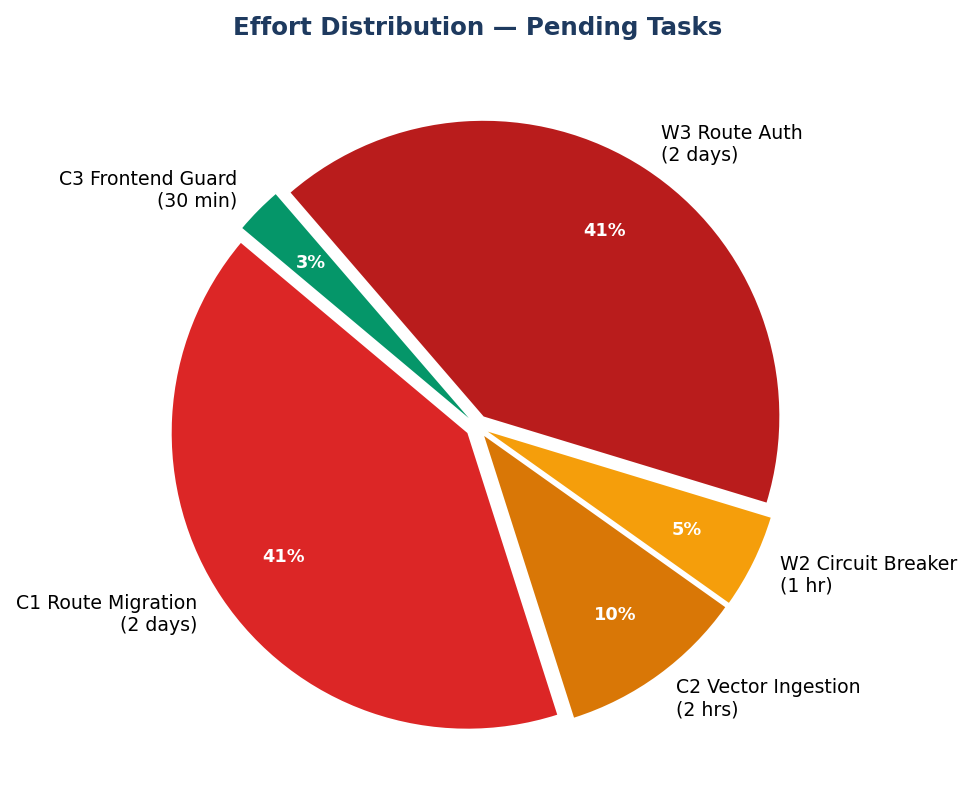 Effort Distribution — Pending Tasks
W3 Route Auth
(2 days)
C3 Frontend Guard
(30 min)
41%
3%
5%
41%
W2 Circuit Breaker
(1 hr)
C1 Route Migration
(2 days)
10%
C2 Vector Ingestion
(2 hrs)